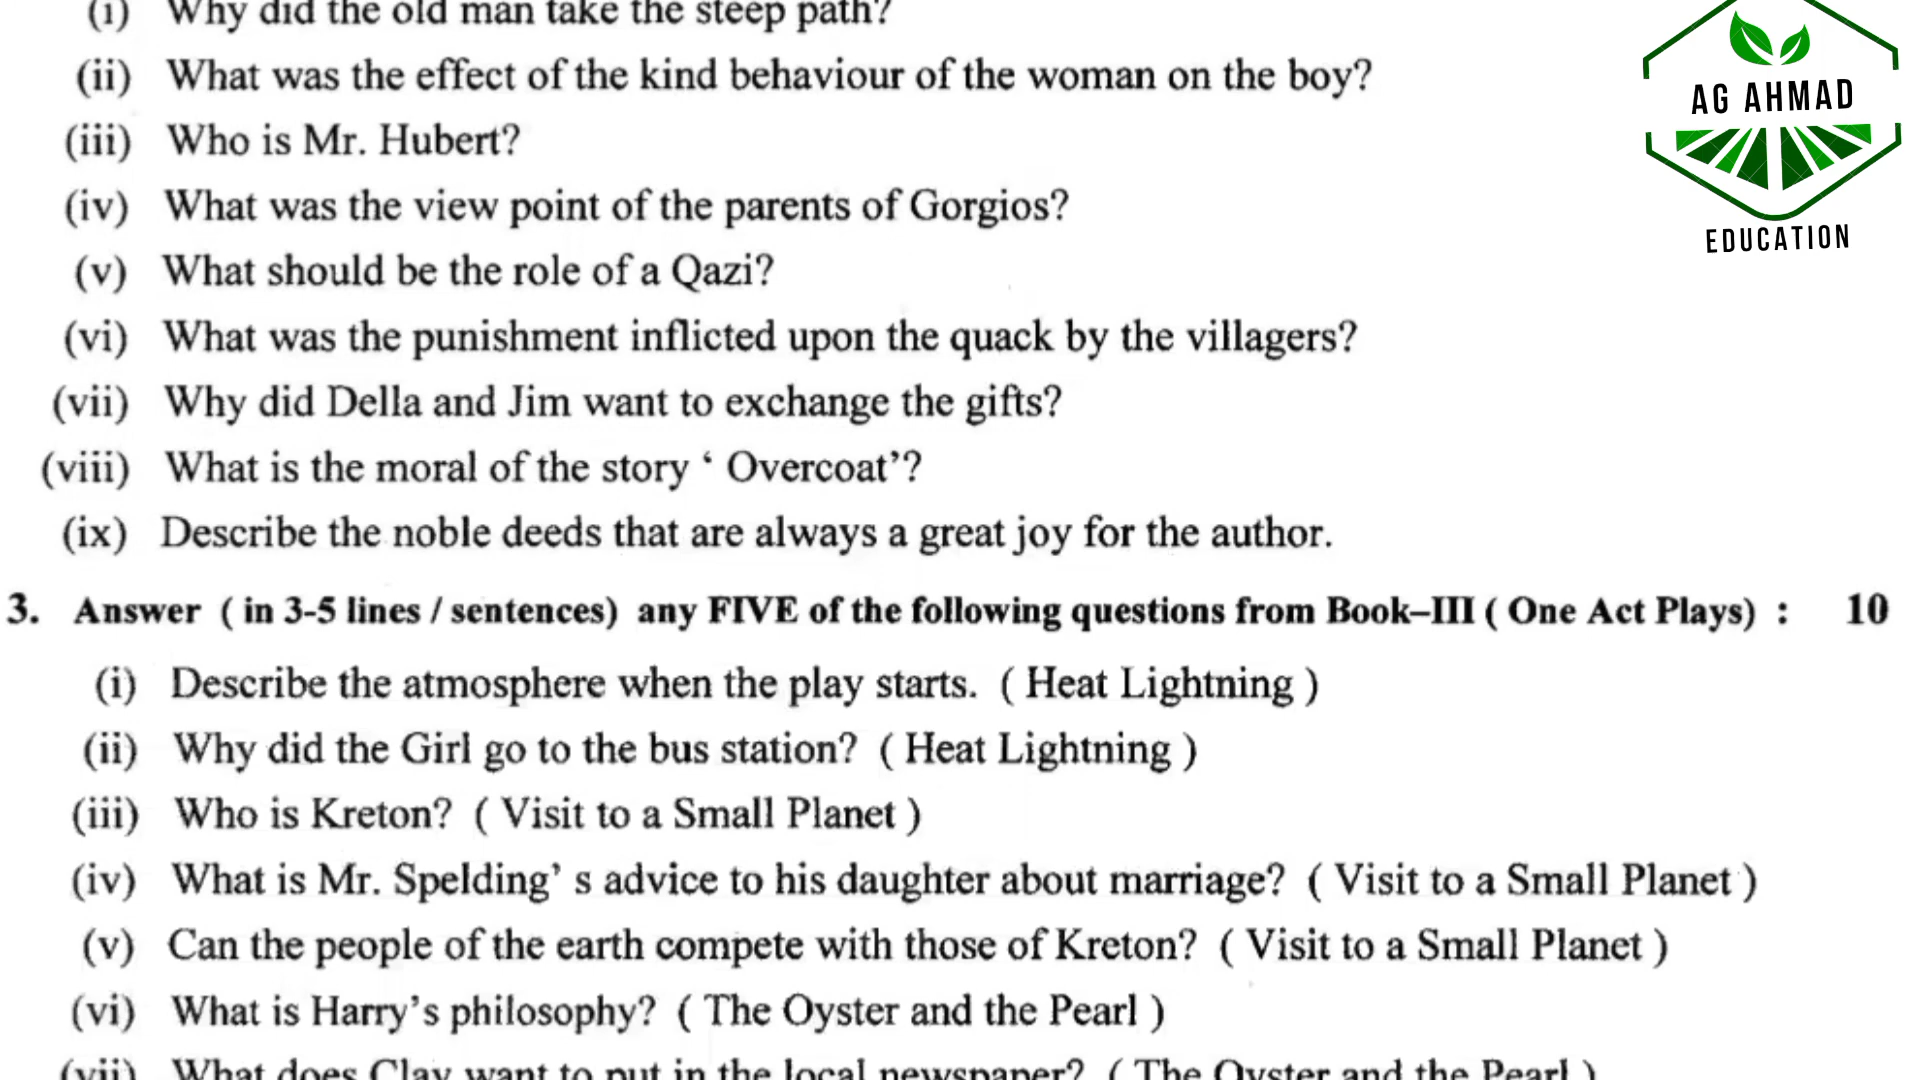 (i) Why did the old man take the steep path?
(ii) What was the effect of the kind behaviour of the woman on the boy?
(iii) Who is Mr. Hubert?
(iv) What was the view point of the parents of Gorgios?
(v) What should be the role of a Qazi?
(vi) What was the punishment inflicted upon the quack by the villagers?
(vii) Why did Della and Jim want to exchange the gifts?
(viii) What is the moral of the story ‘ Overcoat’?
(ix) Describe the noble deeds that are always a great joy for the author.
3. Answer ( in 3-5 lines / sentences) any FIVE of the following questions from Book–III ( One Act Plays) : 10
(i) Describe the atmosphere when the play starts. ( Heat Lightning )
(ii) Why did the Girl go to the bus station? ( Heat Lightning )
(iii) Who is Kreton? ( Visit to a Small Planet )
(iv) What is Mr. Spelding’ s advice to his daughter about marriage? ( Visit to a Small Planet )
(v) Can the people of the earth compete with those of Kreton? ( Visit to a Small Planet )
(vi) What is Harry’s philosophy? ( The Oyster and the Pearl )
(vii) What does Clay want to put in the local newspaper? ( The Oyster and the Pearl )
AG AHMAD
EDUCATION